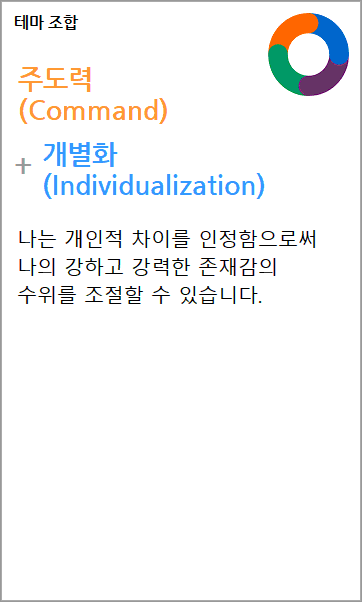 테마 조합
주도력
(Command)
+ 개별화
(Individualization)
나는 개인적 차이를 인정함으로써
나의 강하고 강력한 존재감의
수위를 조절할 수 있습니다.